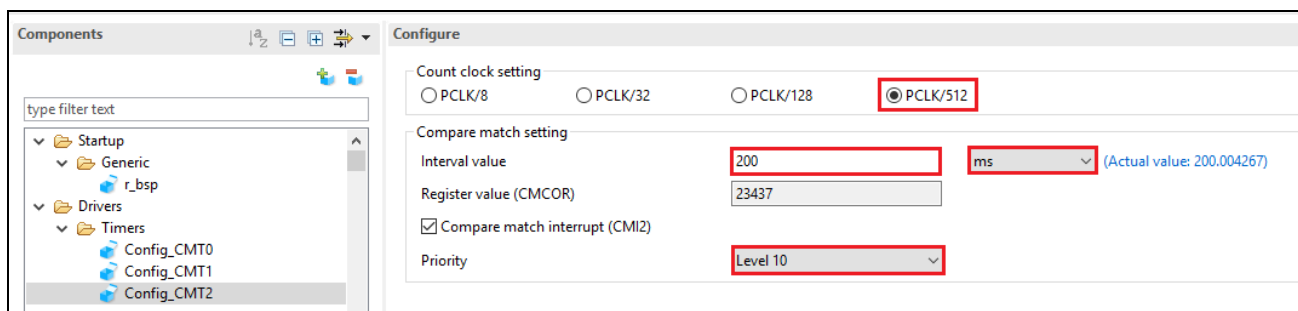 Components
Configure
type filter text
Startup
Generic
r_bsp
Drivers
Timers
Config_CMT0
Config_CMT1
Config_CMT2
Count clock setting
PCLK/8 PCLK/32 PCLK/128 PCLK/512
Compare match setting
Interval value 200 ms (Actual value: 200.004267)
Register value (CMCOR) 23437
Compare match interrupt (CMI2)
Priority Level 10